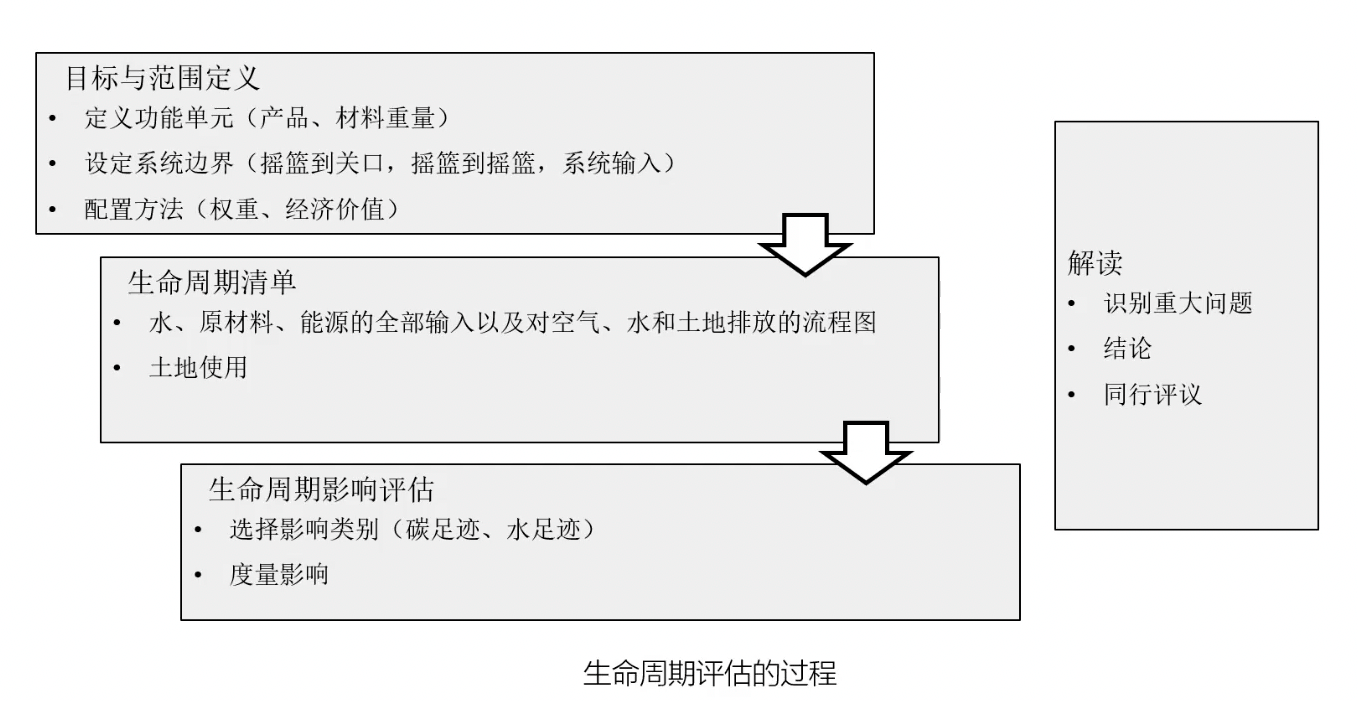 目标与范围定义
• 定义功能单元（产品、材料重量）
• 设定系统边界（摇篮到关口，摇篮到摇篮，系统输入）
• 配置方法（权重、经济价值）
生命周期清单
• 水、原材料、能源的全部输入以及对空气、水和土地排放的流程图
• 土地使用
生命周期影响评估
• 选择影响类别（碳足迹、水足迹）
• 度量影响
解读
• 识别重大问题
• 结论
• 同行评议
生命周期评估的过程